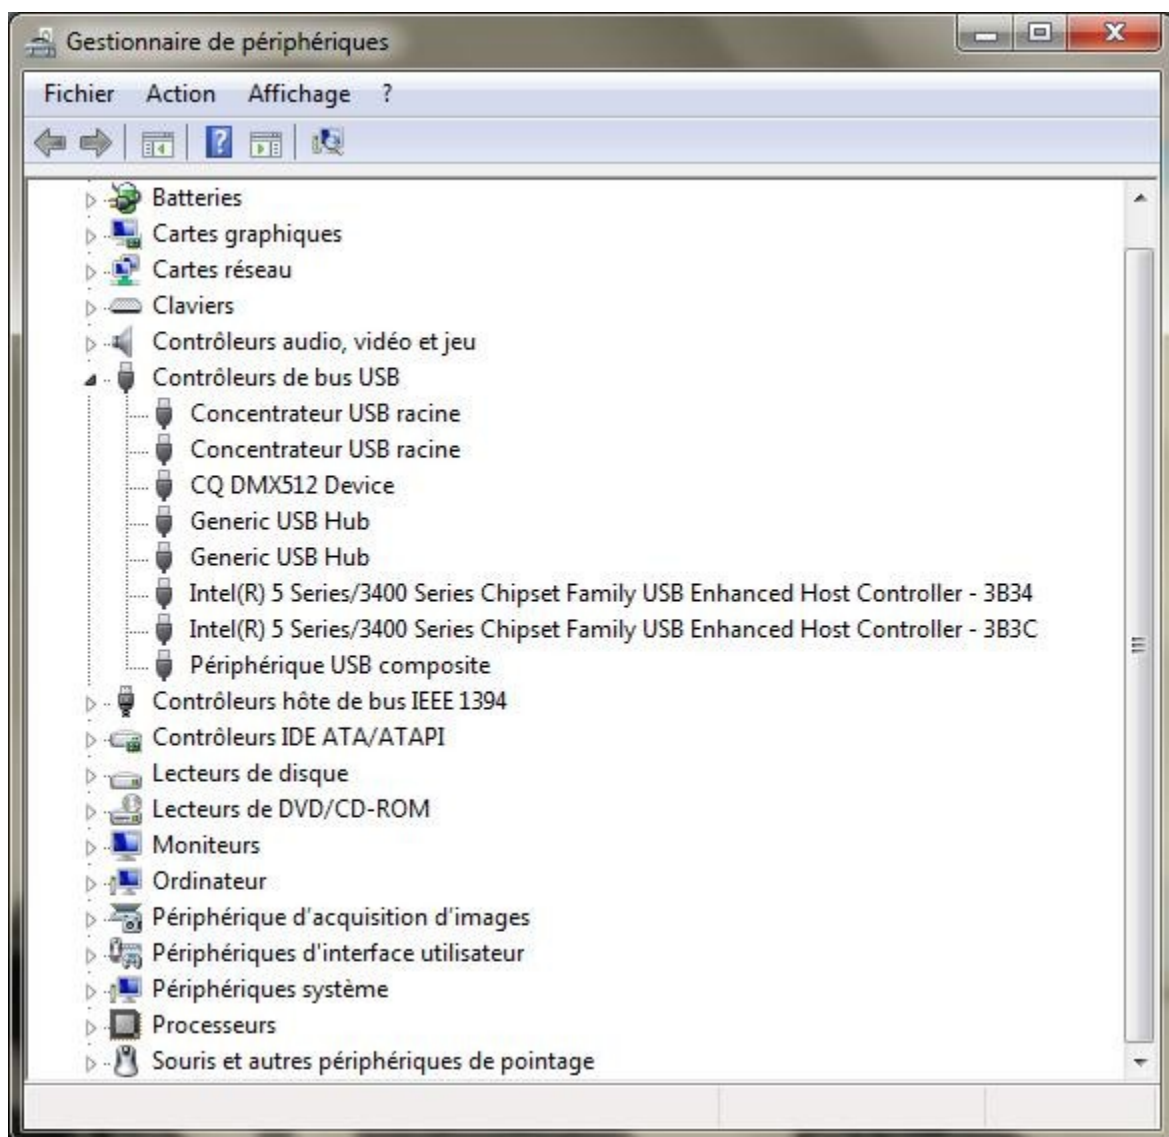 Gestionnaire de périphériques
Fichier Action Affichage ?
Batteries
Cartes graphiques
Cartes réseau
Claviers
Contrôleurs audio, vidéo et jeu
Contrôleurs de bus USB
Concentrateur USB racine
Concentrateur USB racine
CQ DMX512 Device
Generic USB Hub
Generic USB Hub
Intel(R) 5 Series/3400 Series Chipset Family USB Enhanced Host Controller - 3B34
Intel(R) 5 Series/3400 Series Chipset Family USB Enhanced Host Controller - 3B3C
Périphérique USB composite
Contrôleurs hôte de bus IEEE 1394
Contrôleurs IDE ATA/ATAPI
Lecteurs de disque
Lecteurs de DVD/CD-ROM
Moniteurs
Ordinateur
Périphérique d'acquisition d'images
Périphériques d'interface utilisateur
Périphériques système
Processeurs
Souris et autres périphériques de pointage